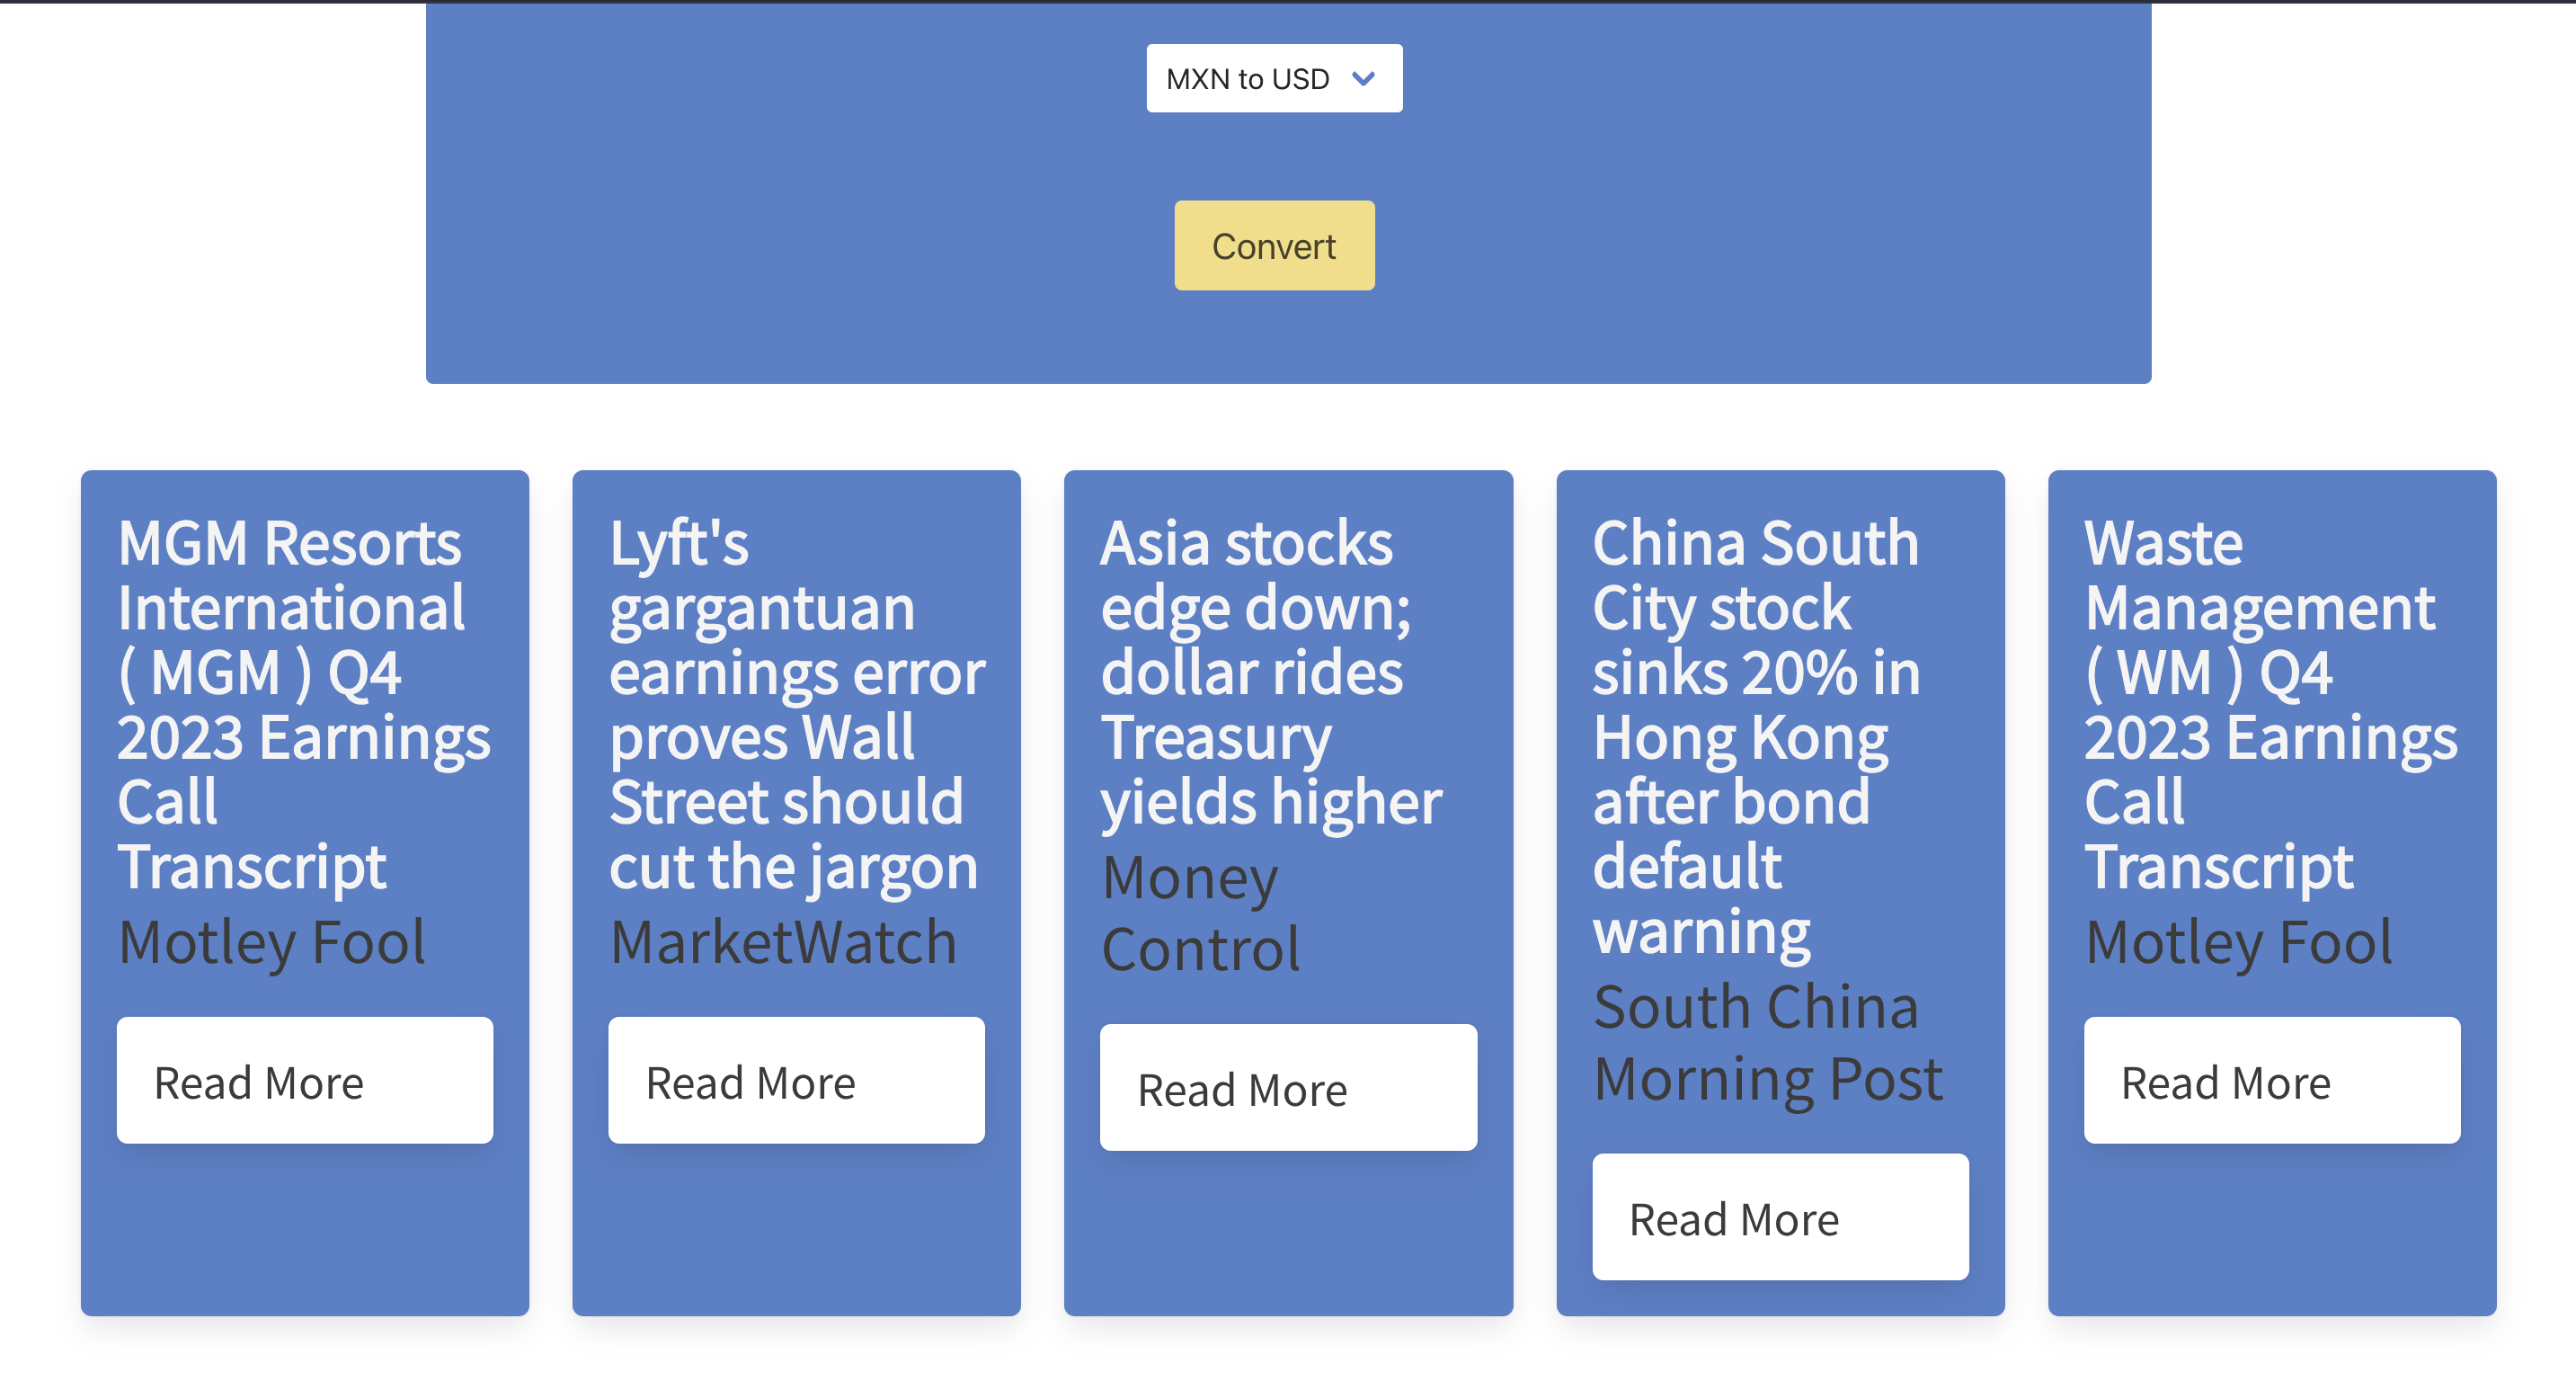 MXN to USD
Convert
MGM Resorts
International
( MGM ) Q4
2023 Earnings
Call
Transcript
Motley Fool
Read More
Lyft's
gargantuan
earnings error
proves Wall
Street should
cut the jargon
MarketWatch
Read More
Asia stocks
edge down;
dollar rides
Treasury
yields higher
Money
Control
Read More
China South
City stock
sinks 20% in
Hong Kong
after bond
default
warning
South China
Morning Post
Read More
Waste
Management
( WM ) Q4
2023 Earnings
Call
Transcript
Motley Fool
Read More